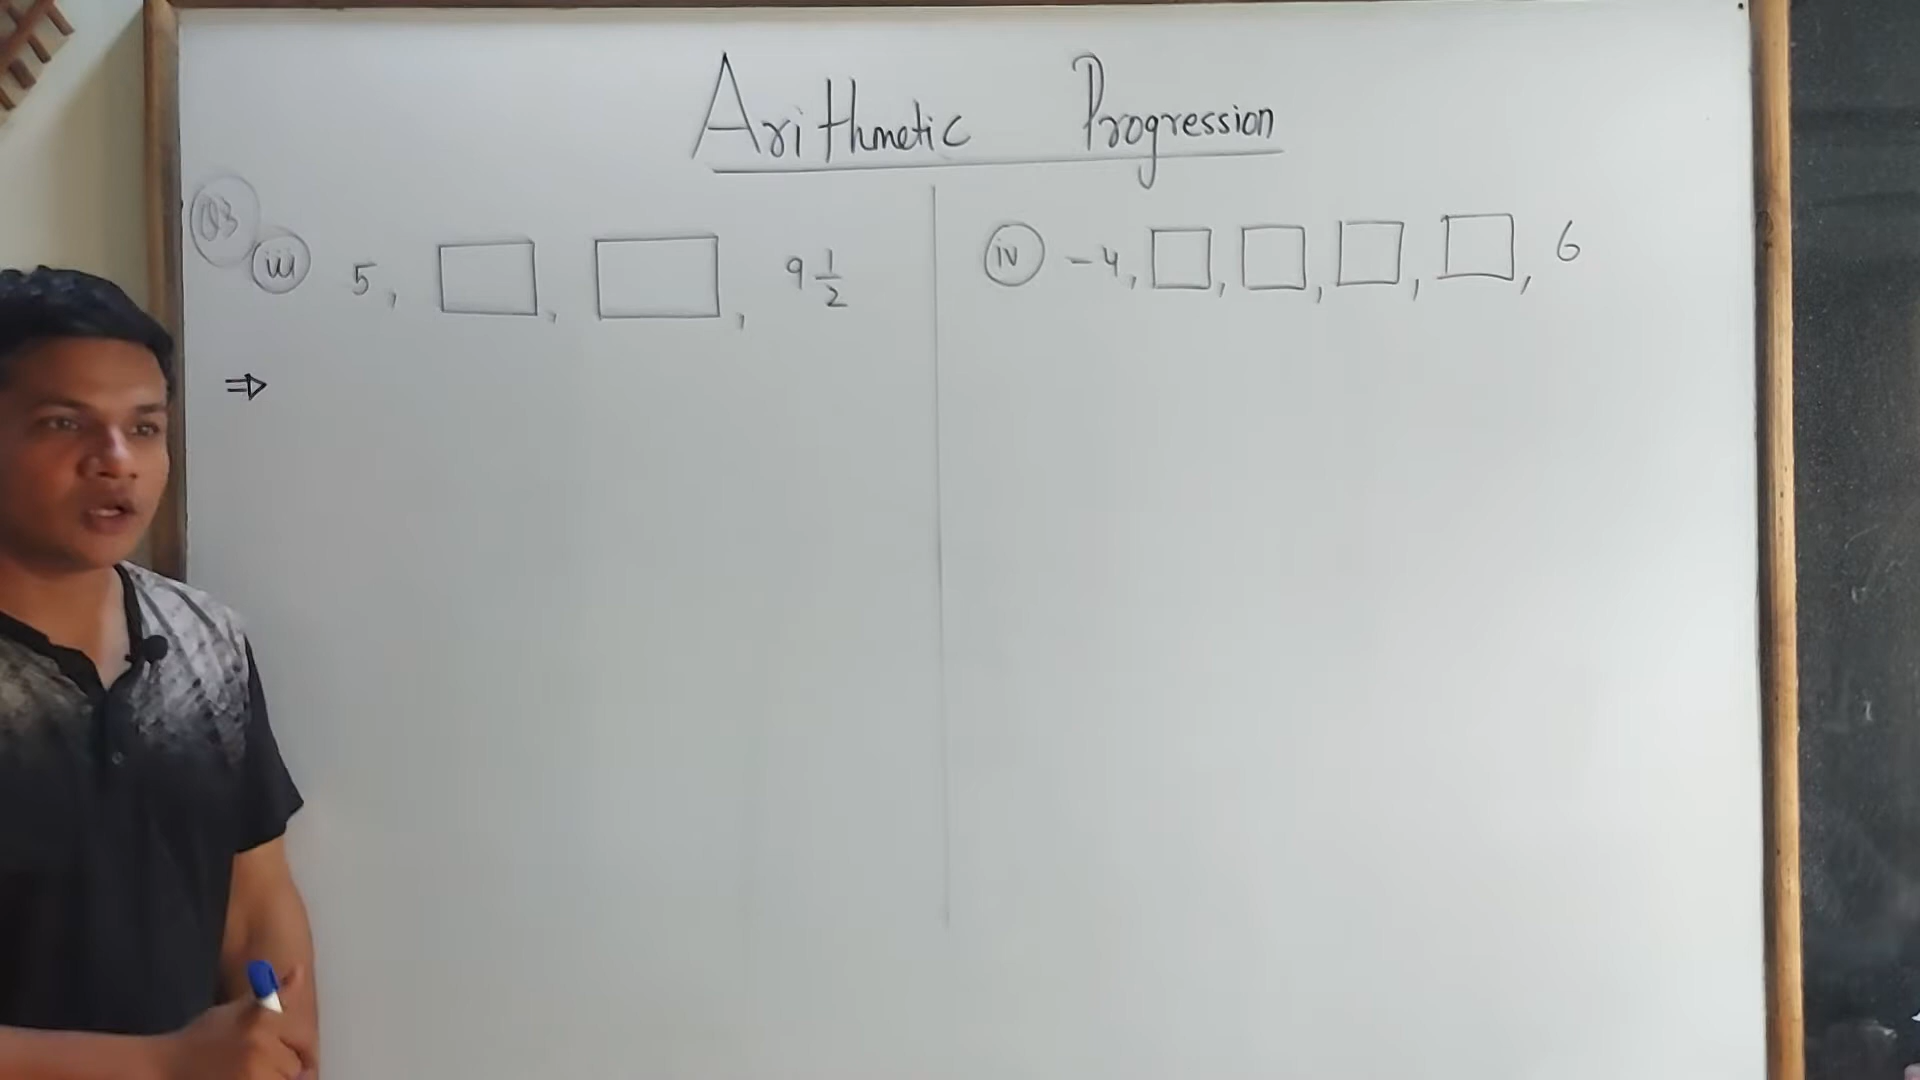 Arithmetic Progression
Q3
iii 5, □, □, 9 1/2
iv -4, □, □, □, □, 6
⇒